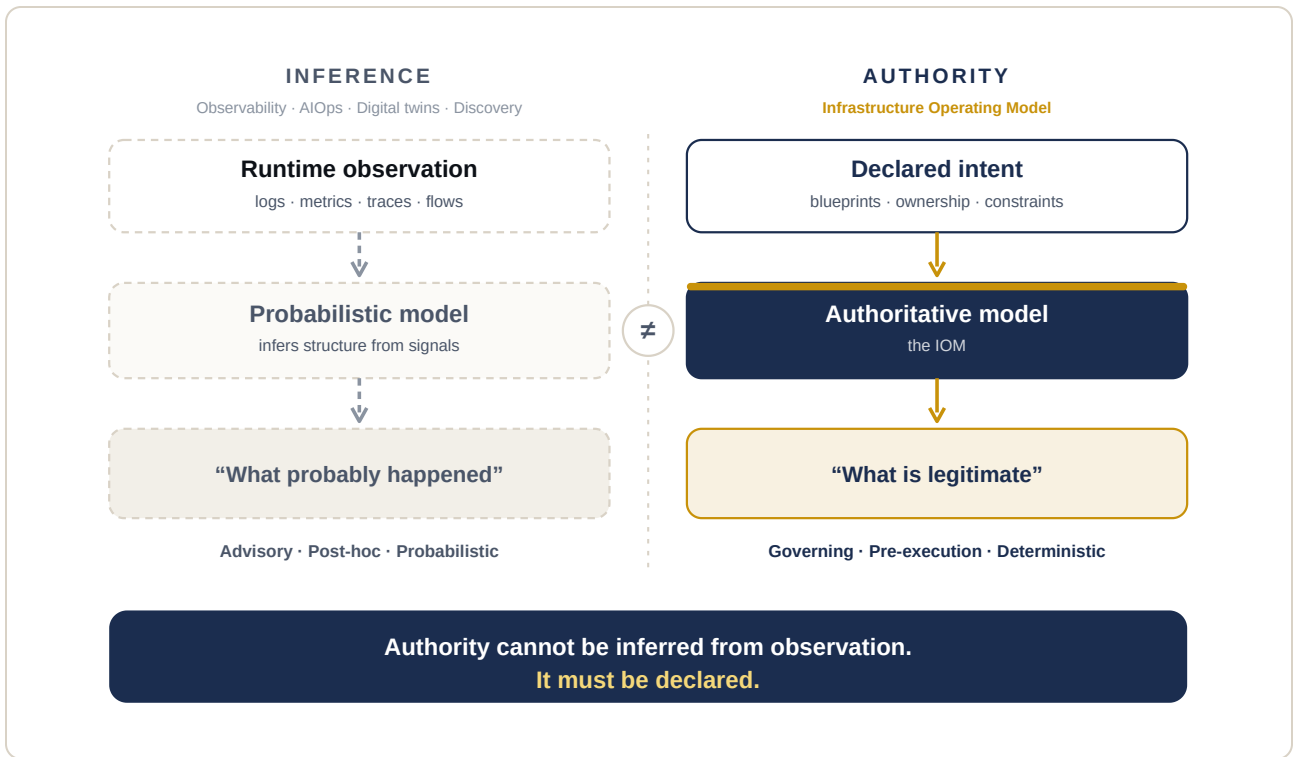 INFERENCE
Observability · AIOps · Digital twins · Discovery
Runtime observation
logs · metrics · traces · flows
Probabilistic model
infers structure from signals
“What probably happened”
Advisory · Post-hoc · Probabilistic
≠
AUTHORITY
Infrastructure Operating Model
Declared intent
blueprints · ownership · constraints
Authoritative model
the IOM
“What is legitimate”
Governing · Pre-execution · Deterministic
Authority cannot be inferred from observation.
It must be declared.